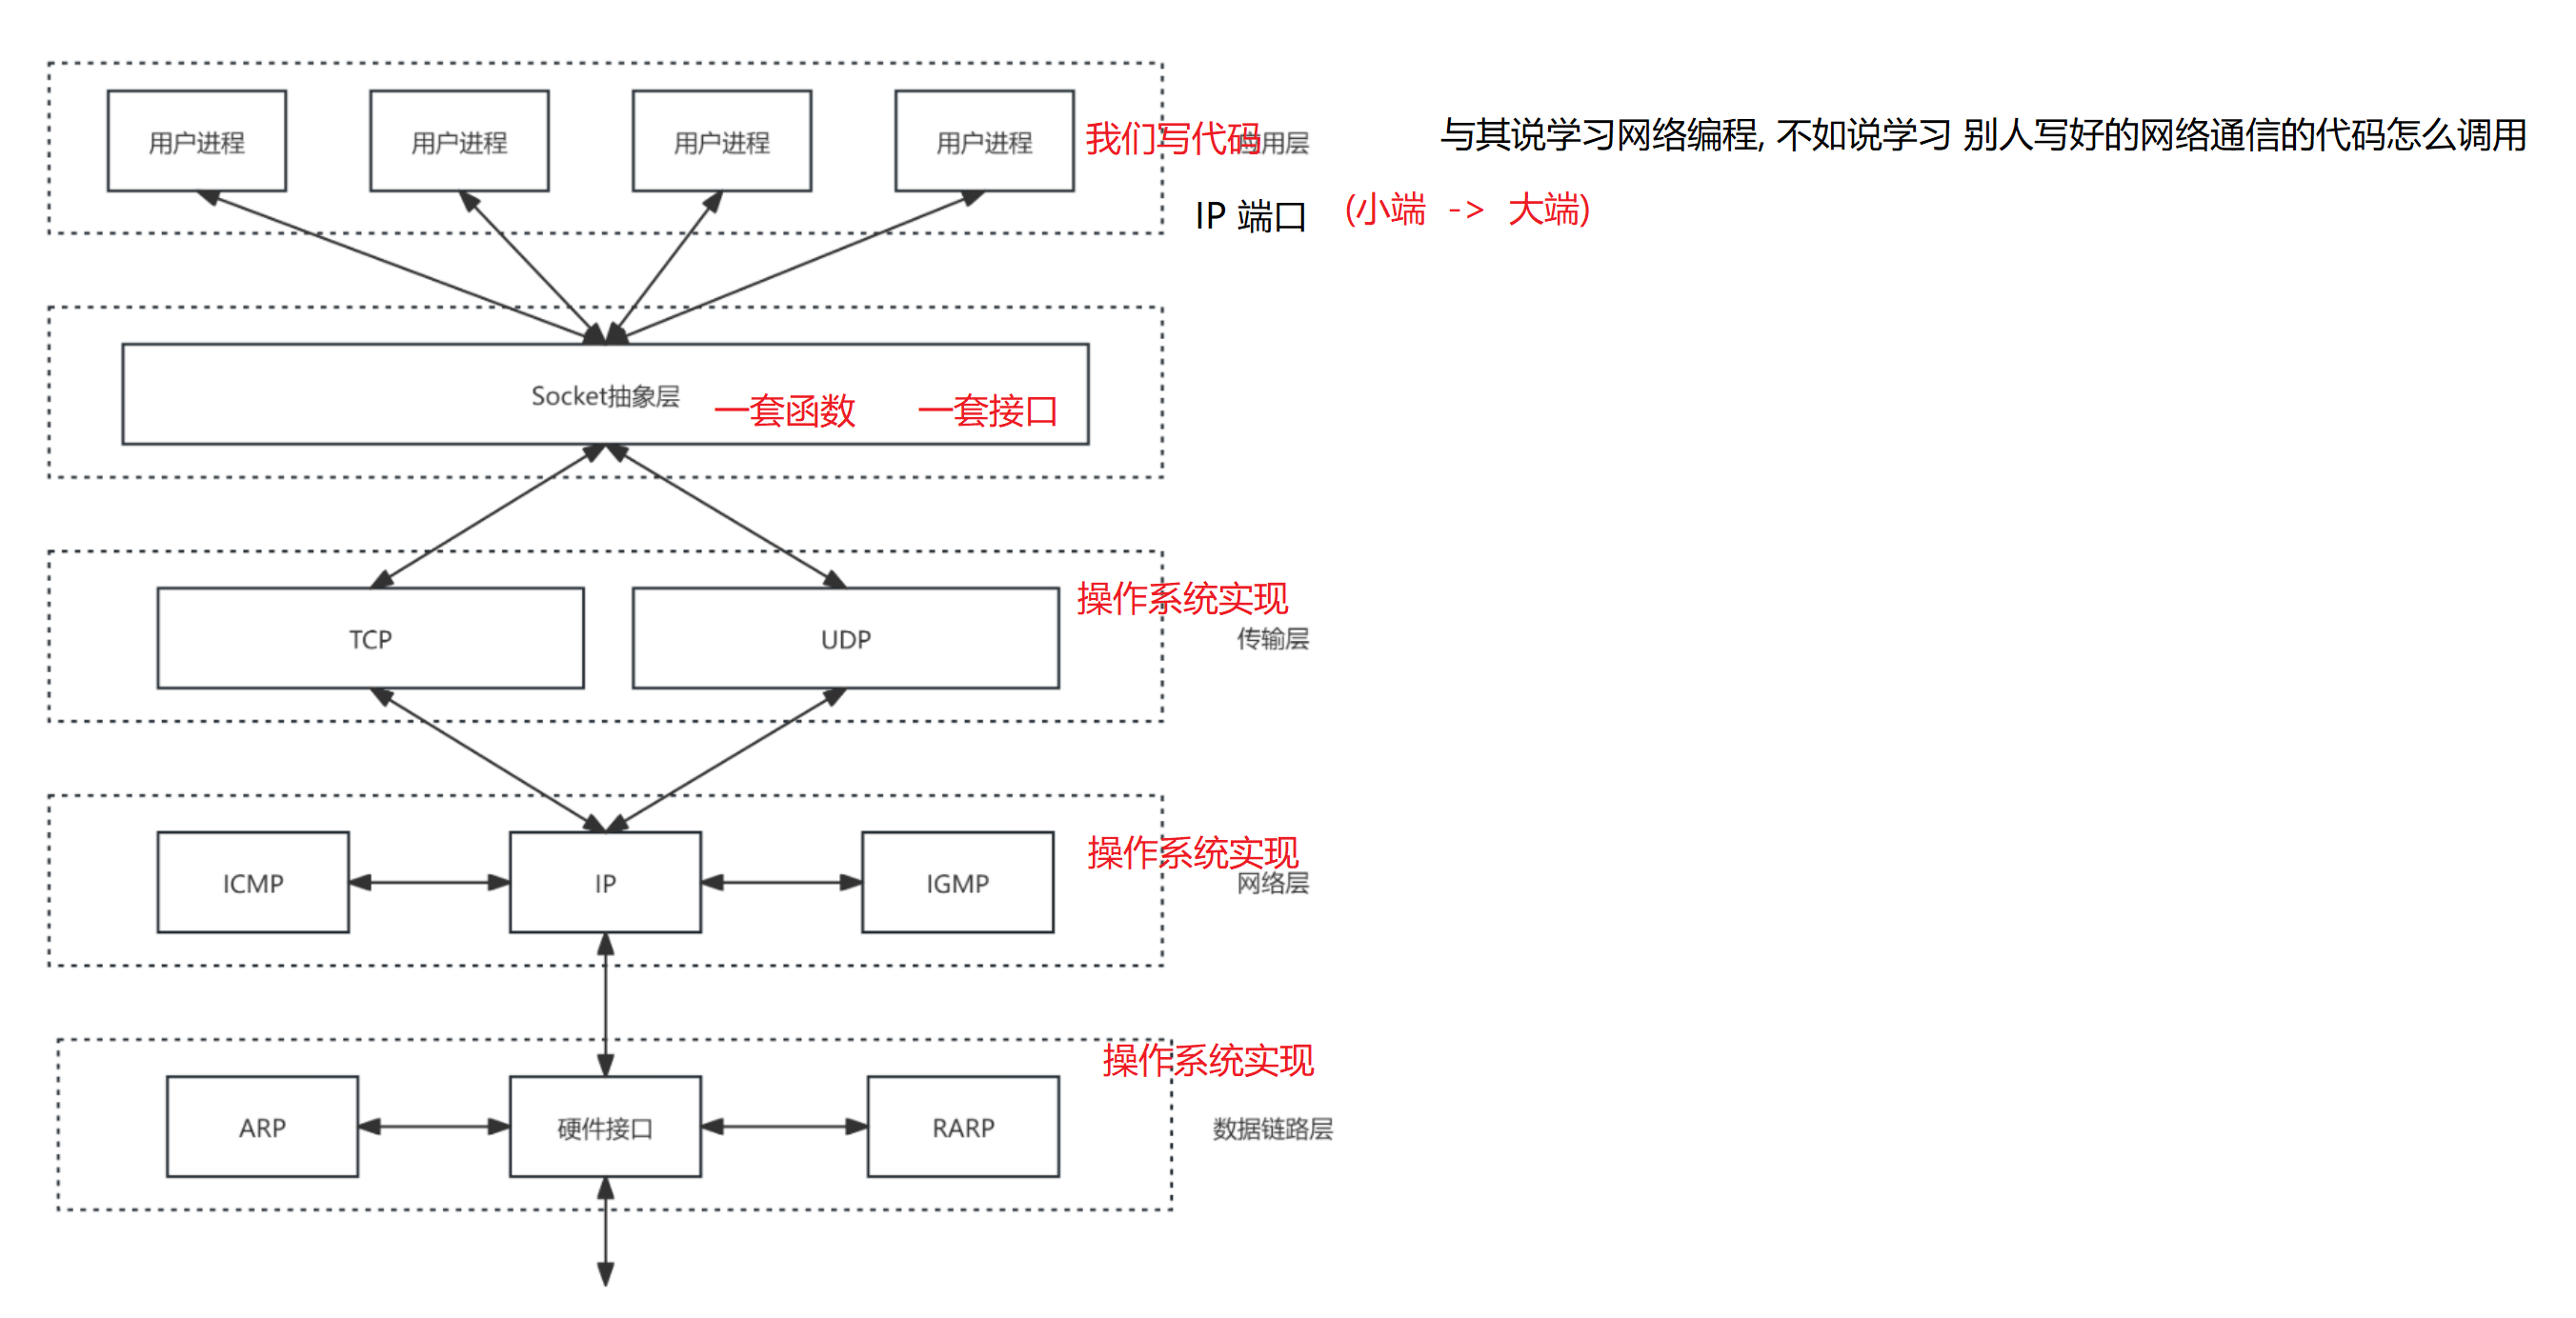 用户进程 用户进程 用户进程 用户进程 我们写代码 应用层 与其说学习网络编程, 不如说学习 别人写好的网络通信的代码怎么调用
IP 端口 (小端 -> 大端)
Socket抽象层 一套函数 一套接口
操作系统实现
TCP UDP 传输层
操作系统实现
ICMP IP IGMP 网络层
操作系统实现
ARP 硬件接口 RARP 数据链路层